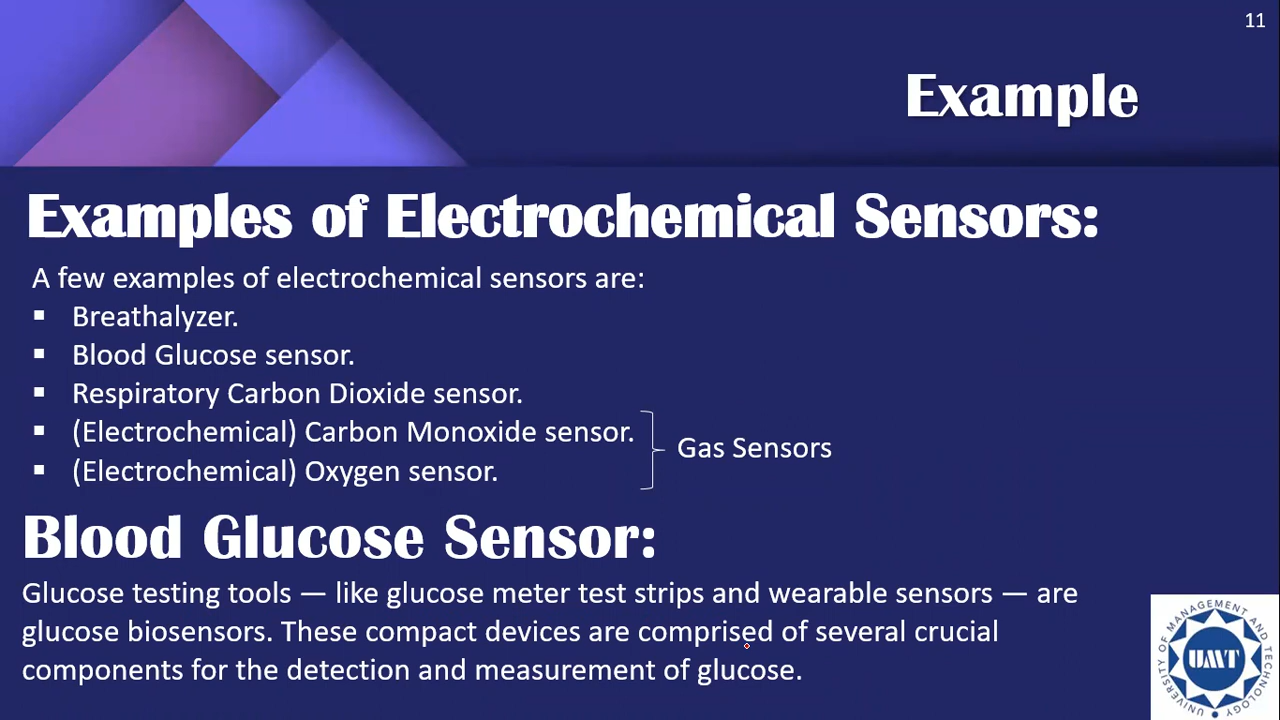 11
Example
Examples of Electrochemical Sensors:
A few examples of electrochemical sensors are:
▪ Breathalyzer.
▪ Blood Glucose sensor.
▪ Respiratory Carbon Dioxide sensor.
▪ (Electrochemical) Carbon Monoxide sensor.
▪ (Electrochemical) Oxygen sensor.
Gas Sensors
Blood Glucose Sensor:
Glucose testing tools — like glucose meter test strips and wearable sensors — are
glucose biosensors. These compact devices are comprised of several crucial
components for the detection and measurement of glucose.
UNIVERSITY OF MANAGEMENT AND TECHNOLOGY
UMT